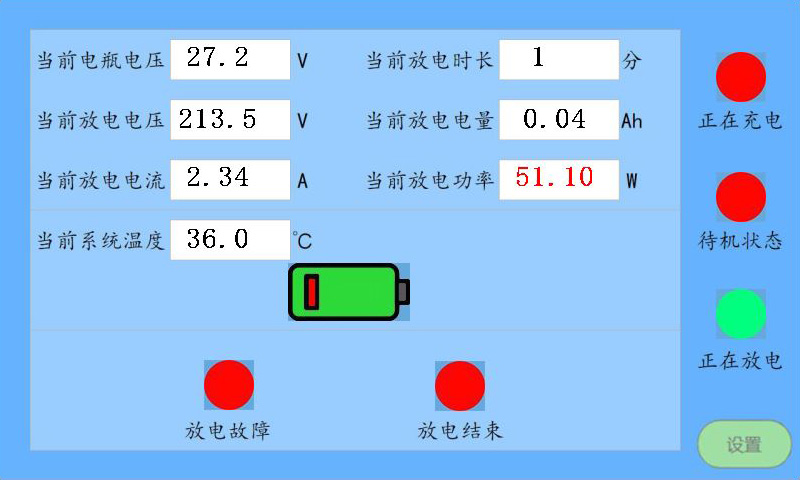 当前电瓶电压 27.2 V 当前放电时长 1 分
当前放电电压 213.5 V 当前放电电量 0.04 Ah
正在充电
当前放电电流 2.34 A 当前放电功率 51.10 W
当前系统温度 36.0 ℃
待机状态
正在放电
放电故障 放电结束
设置